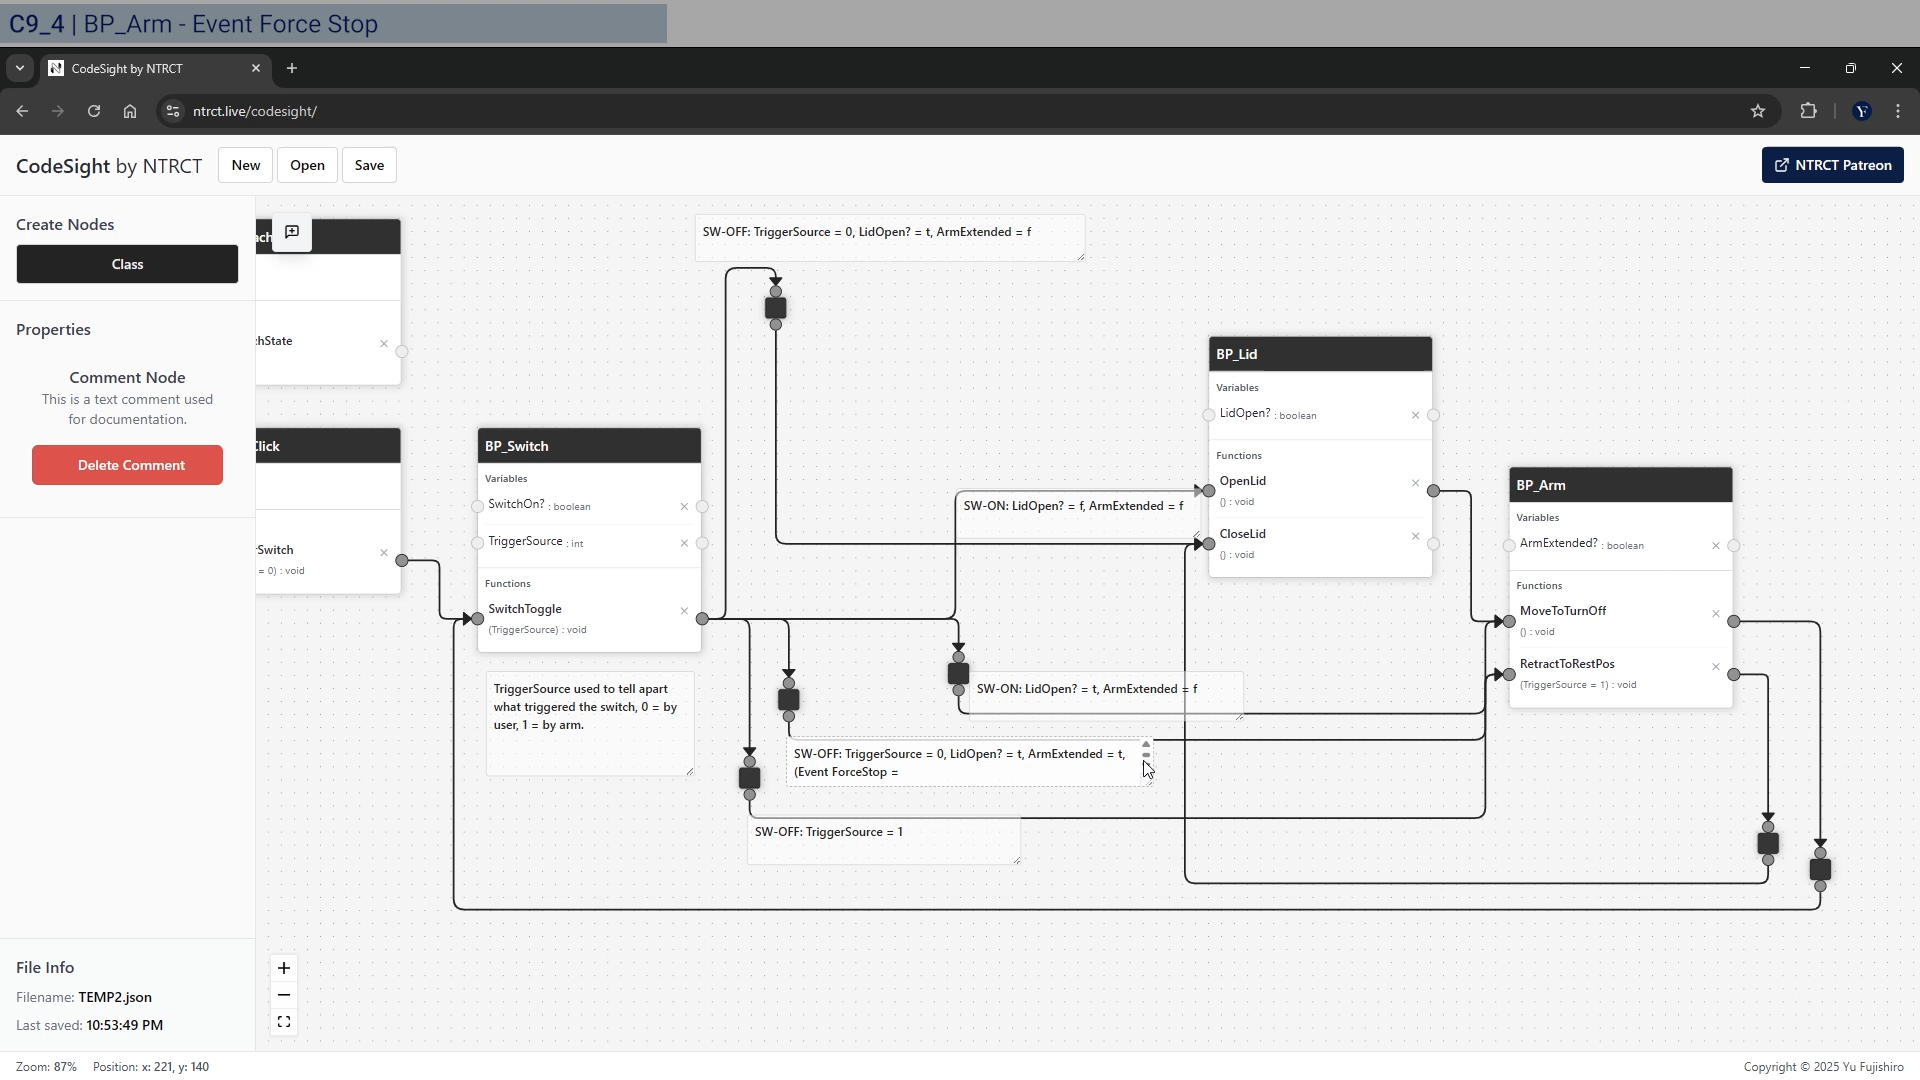 C9_4 | BP_Arm - Event Force Stop
CodeSight by NTRCT
ntrct.live/codesight/
Y
CodeSight by NTRCT
New
Open
Save
NTRCT Patreon
Create Nodes
Class
Properties
Comment Node
This is a text comment used
for documentation.
Delete Comment
File Info
Filename: TEMP2.json
Last saved: 10:53:49 PM
hState
Click
Switch
= 0) : void
BP_Switch
Variables
SwitchOn? : boolean
TriggerSource : int
Functions
SwitchToggle
(TriggerSource) : void
TriggerSource used to tell apart
what triggered the switch, 0 = by
user, 1 = by arm.
SW-OFF: TriggerSource = 0, LidOpen? = t, ArmExtended = f
SW-ON: LidOpen? = f, ArmExtended = f
SW-ON: LidOpen? = t, ArmExtended = f
SW-OFF: TriggerSource = 0, LidOpen? = t, ArmExtended = t,
(Event ForceStop =
SW-OFF: TriggerSource = 1
BP_Lid
Variables
LidOpen? : boolean
Functions
OpenLid
() : void
CloseLid
() : void
BP_Arm
Variables
ArmExtended? : boolean
Functions
MoveToTurnOff
() : void
RetractToRestPos
(TriggerSource = 1) : void
Zoom: 87%
Position: x: 221, y: 140
Copyright © 2025 Yu Fujishiro